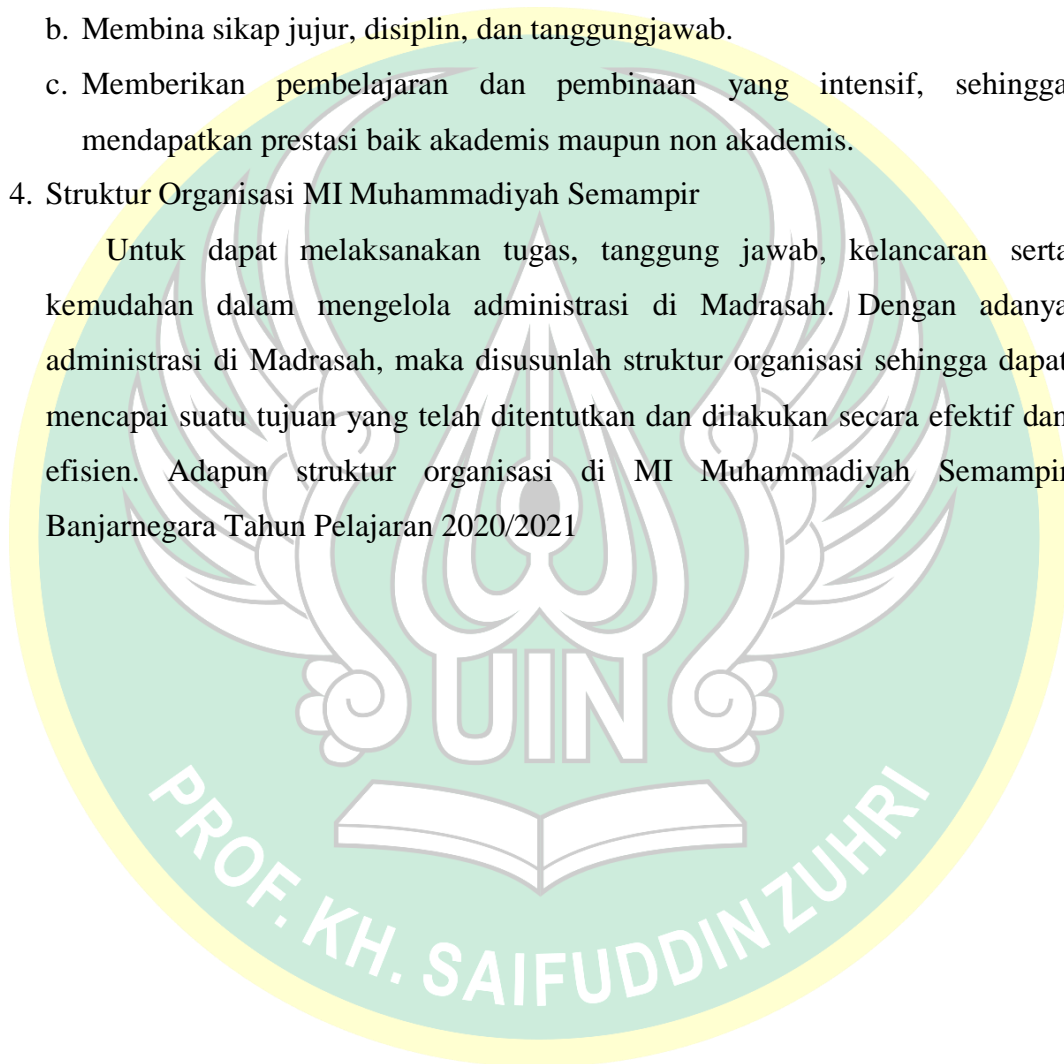 b. Membina sikap jujur, disiplin, dan tanggungjawab.
c. Memberikan pembelajaran dan pembinaan yang intensif, sehingga
mendapatkan prestasi baik akademis maupun non akademis.
4. Struktur Organisasi MI Muhammadiyah Semampir
Untuk dapat melaksanakan tugas, tanggung jawab, kelancaran serta
kemudahan dalam mengelola administrasi di Madrasah. Dengan adanya
administrasi di Madrasah, maka disusunlah struktur organisasi sehingga dapat
mencapai suatu tujuan yang telah ditentutkan dan dilakukan secara efektif dan
efisien. Adapun struktur organisasi di MI Muhammadiyah Semampir
Banjarnegara Tahun Pelajaran 2020/2021
UIN
PROF. KH. SAIFUDDIN ZUHRI